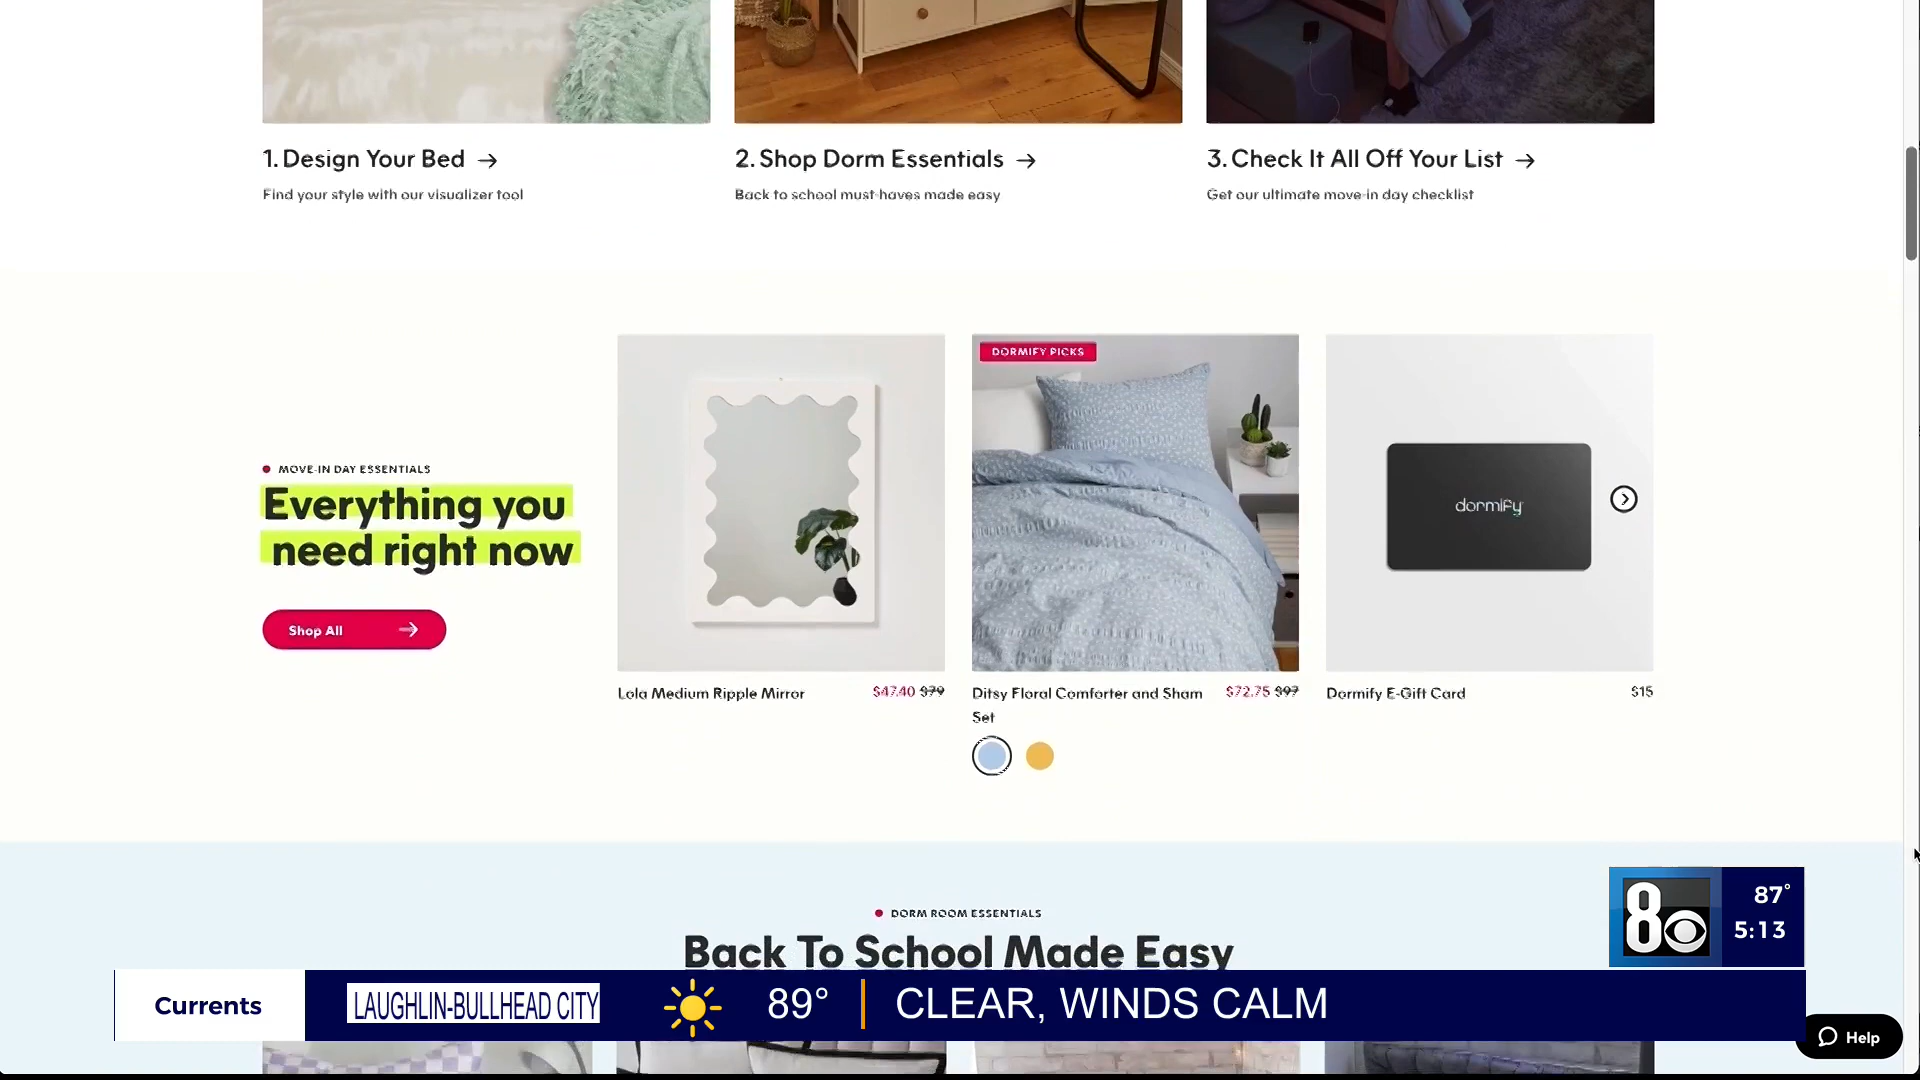 1. Design Your Bed →
Find your style with our visualizer tool
2. Shop Dorm Essentials →
Back to school must-haves made easy
3. Check It All Off Your List →
Get our ultimate move-in day checklist
MOVE-IN DAY ESSENTIALS
Everything you
need right now
Shop All →
Lola Medium Ripple Mirror $47.40 $79
DORMIFY PICKS
Ditsy Floral Comforter and Sham
Set
$72.75 $97
dormify
Dormify E-Gift Card $15
DORM ROOM ESSENTIALS
Back To School Made Easy
8
87°
5:13
Currents
LAUGHLIN-BULLHEAD CITY
89°
CLEAR, WINDS CALM
Help